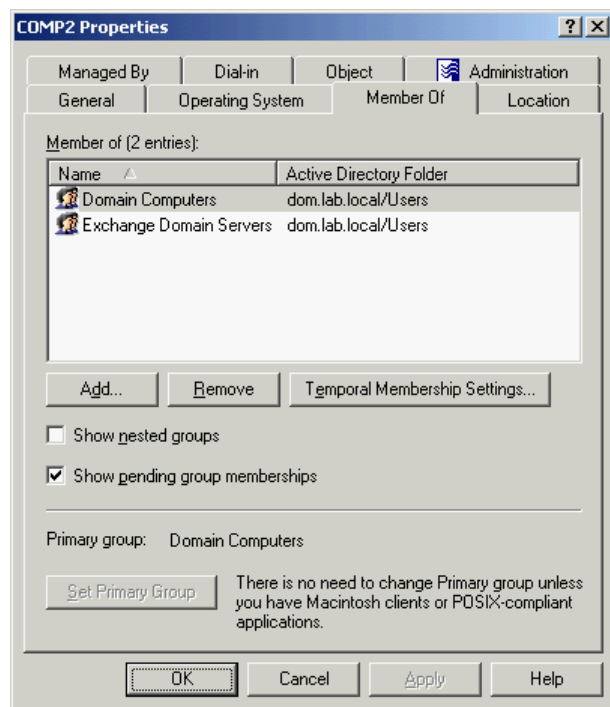 COMP2 Properties
Managed By Dial-in Object Administration
General Operating System Member Of Location
Member of (2 entries):
Name Active Directory Folder
Domain Computers dom.lab.local/Users
Exchange Domain Servers dom.lab.local/Users
Add... Remove Temporal Membership Settings...
Show nested groups
Show pending group memberships
Primary group: Domain Computers
Set Primary Group
There is no need to change Primary group unless
you have Macintosh clients or POSIX-compliant
applications.
OK Cancel Apply Help